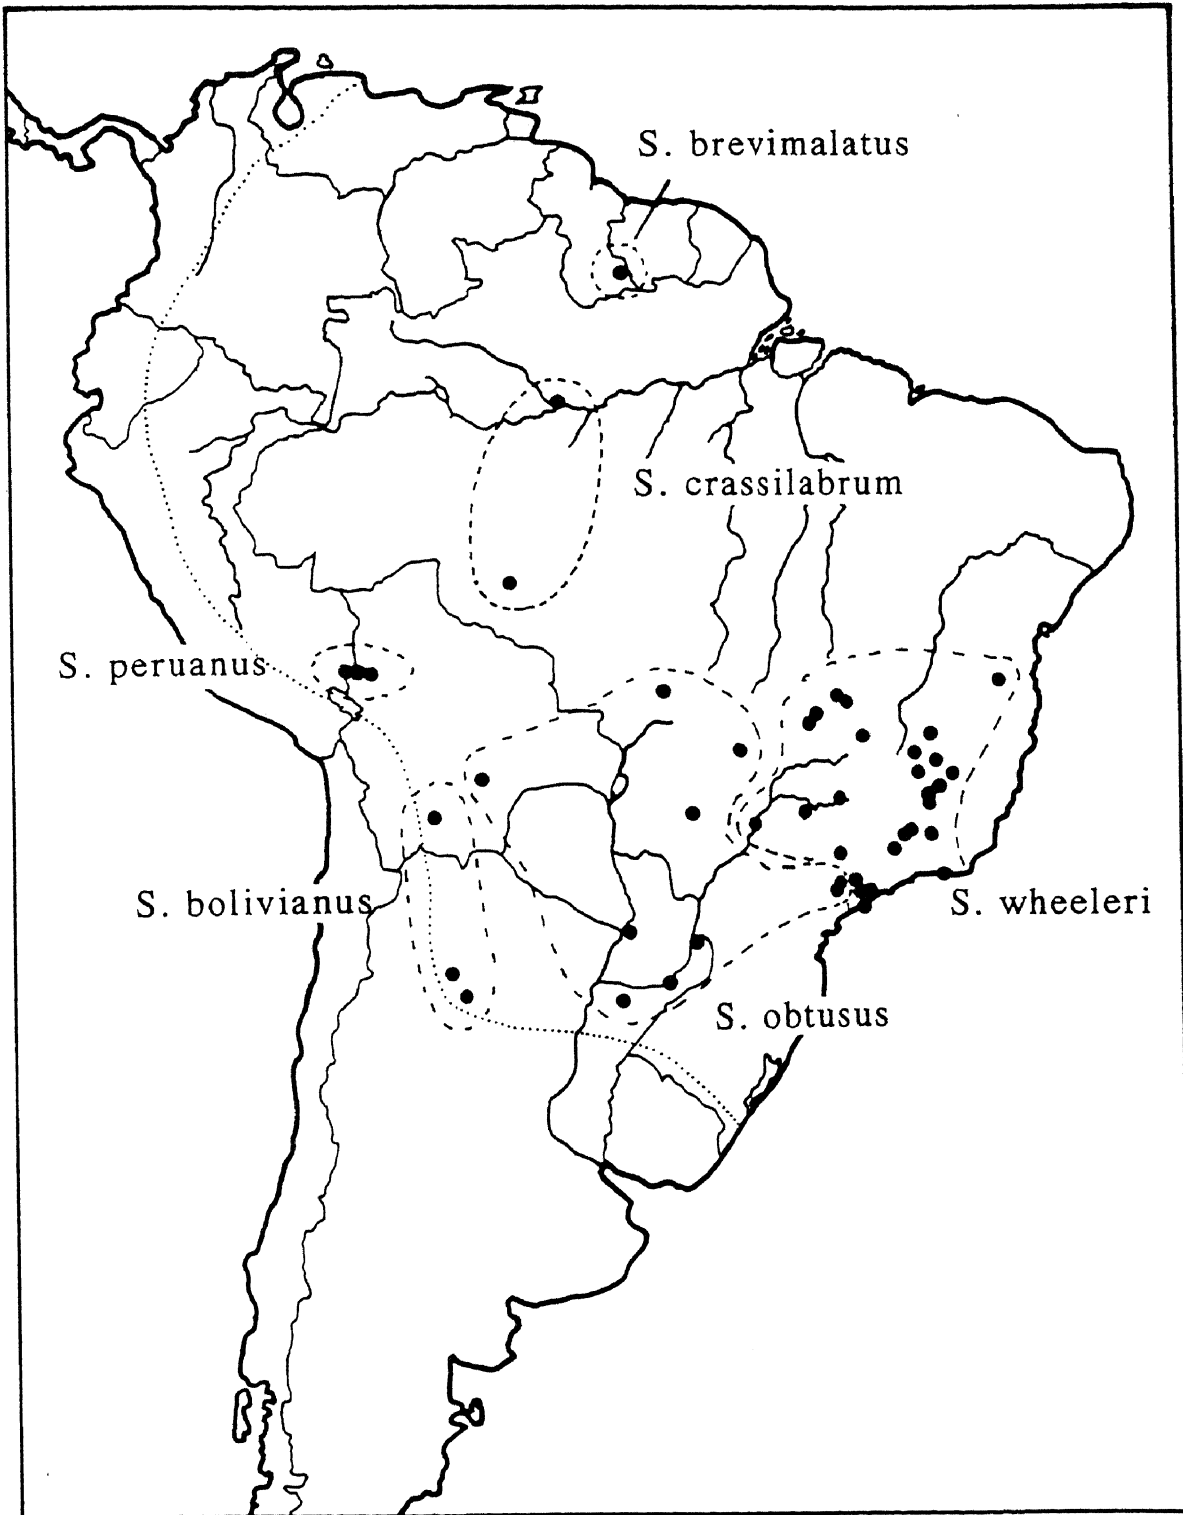 S. brevimalatus
S. crassilabrum
S. peruanus
S. bolivianus
S. wheeleri
S. obtusus